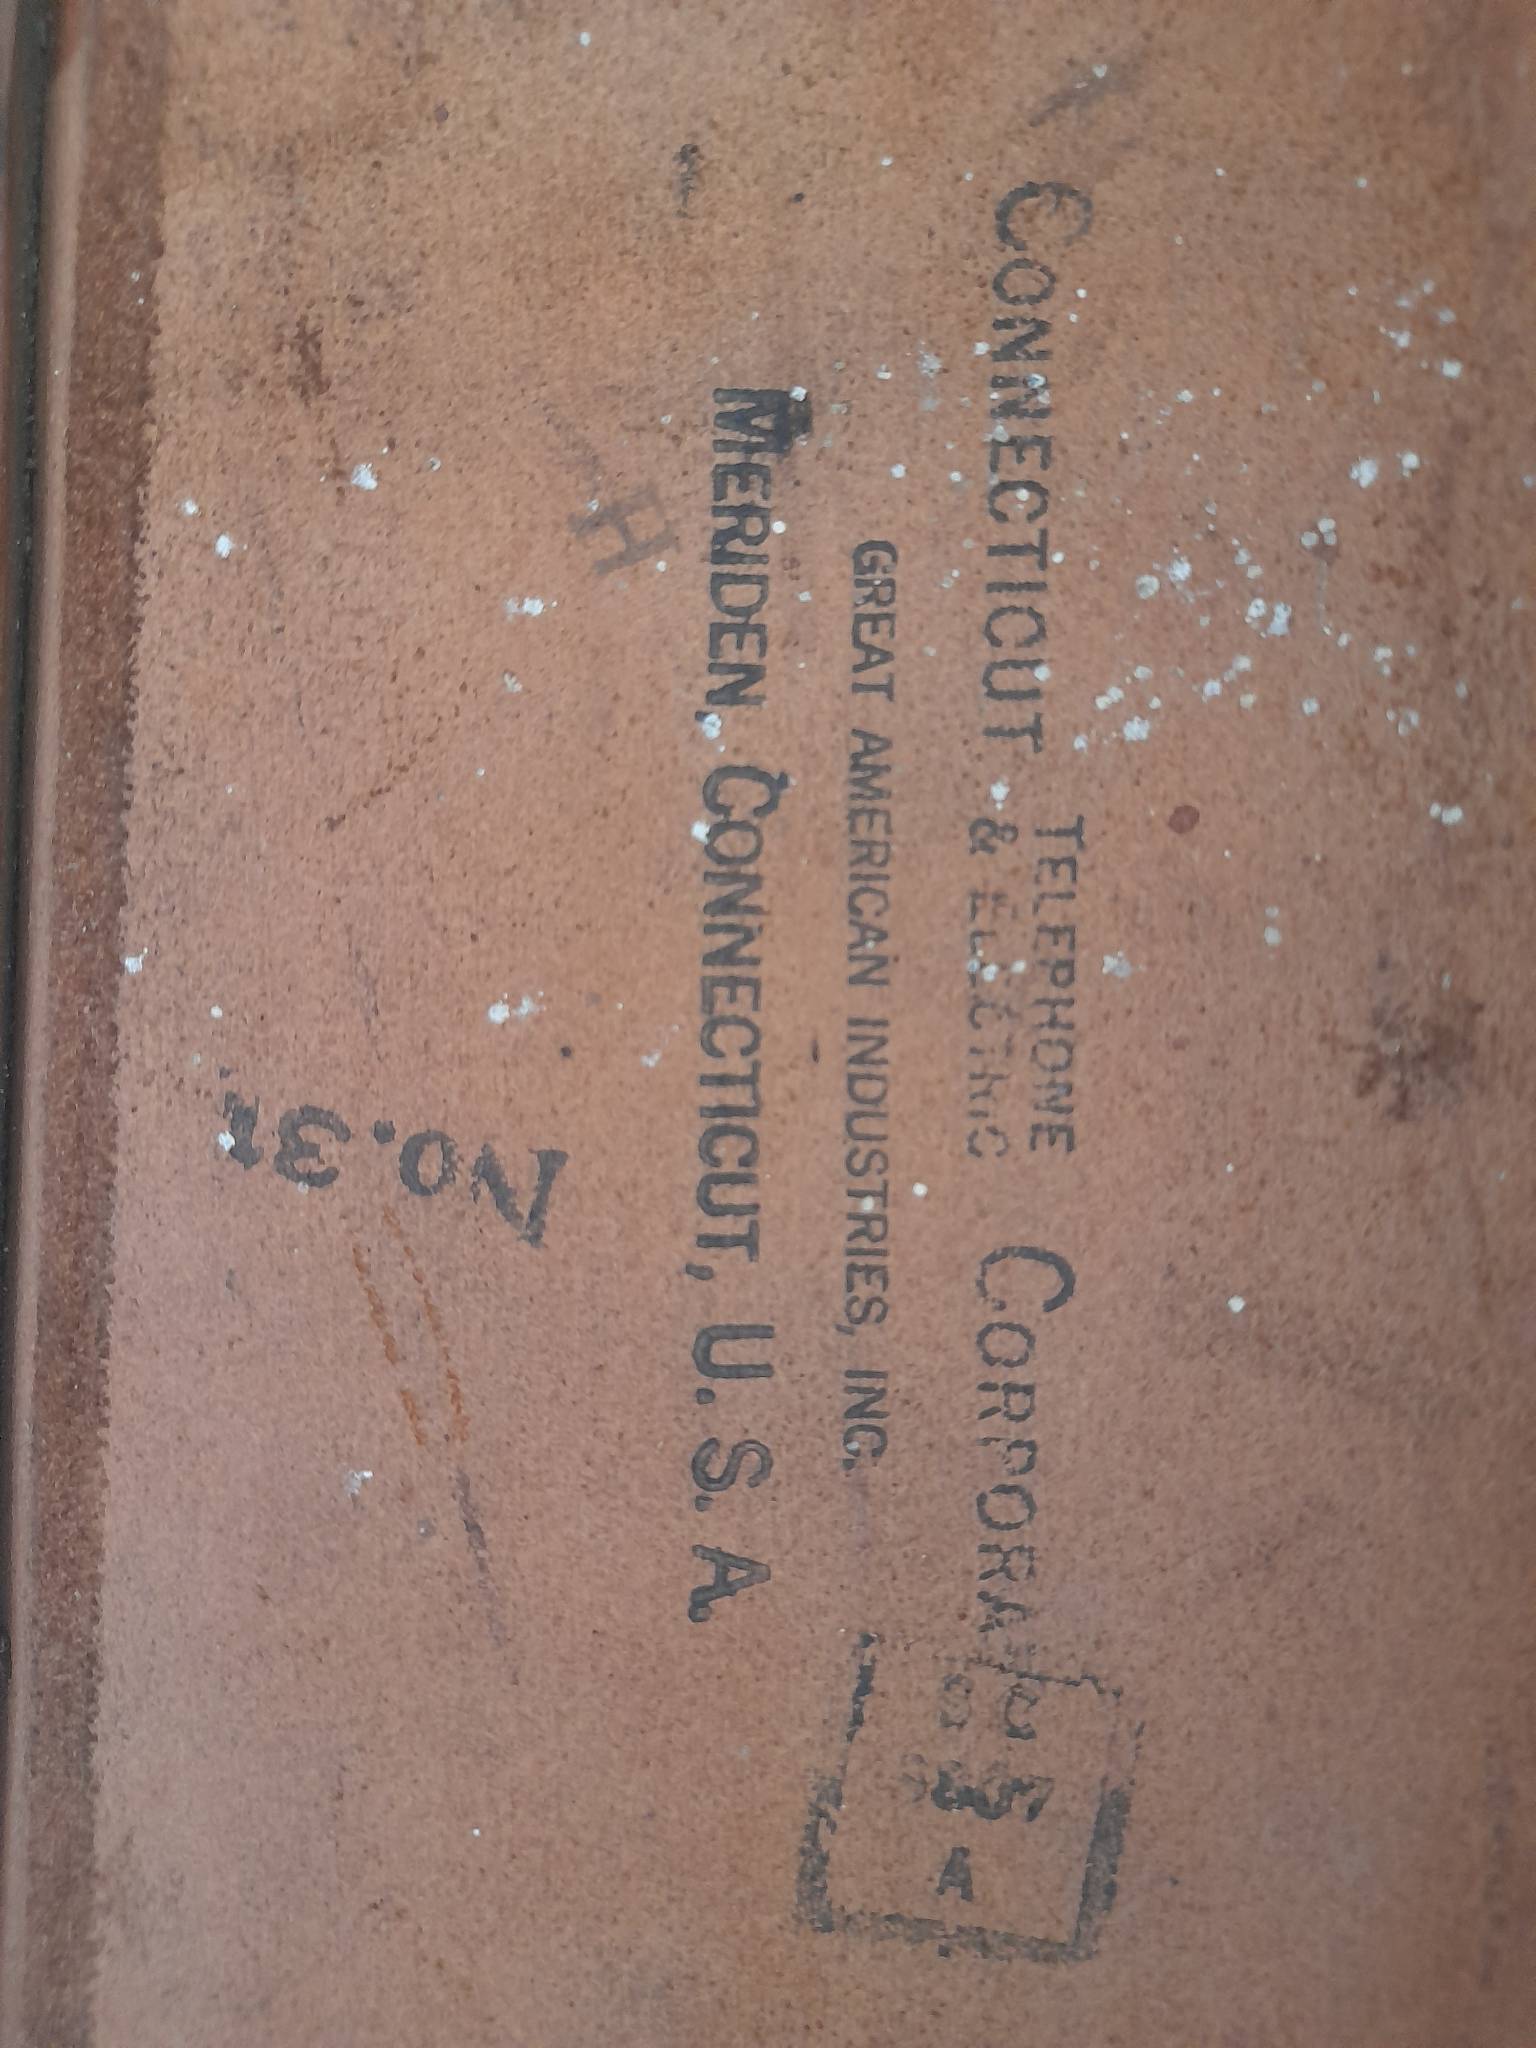 CONNECTICUT TELEPHONE & ELECTRIC CORPORA
GREAT AMERICAN INDUSTRIES, INC.
MERIDEN, CONNECTICUT, U. S. A.
A
H
No. 31